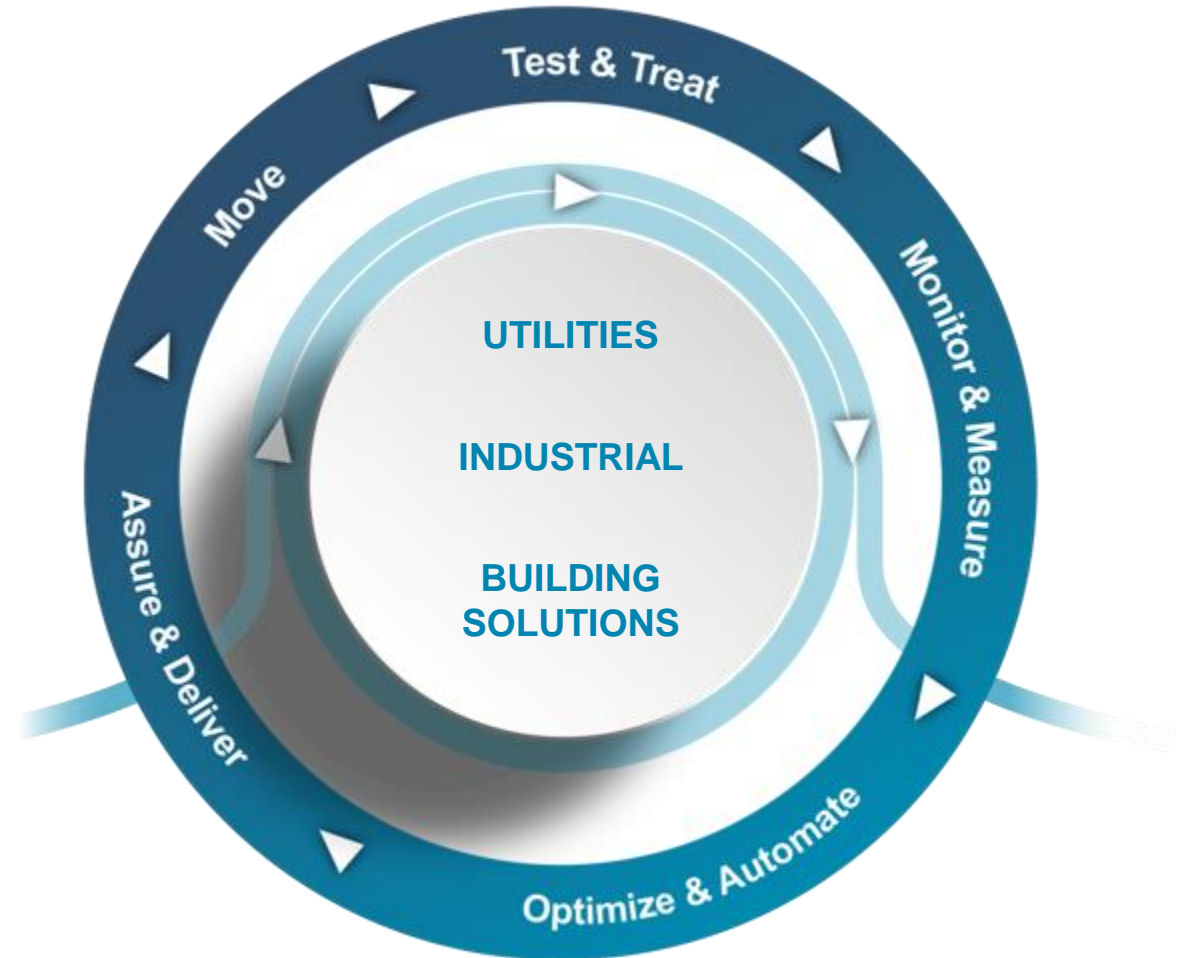 Test & Treat
Move
Monitor & Measure
UTILITIES
INDUSTRIAL
BUILDING
SOLUTIONS
Assure & Deliver
Optimize & Automate